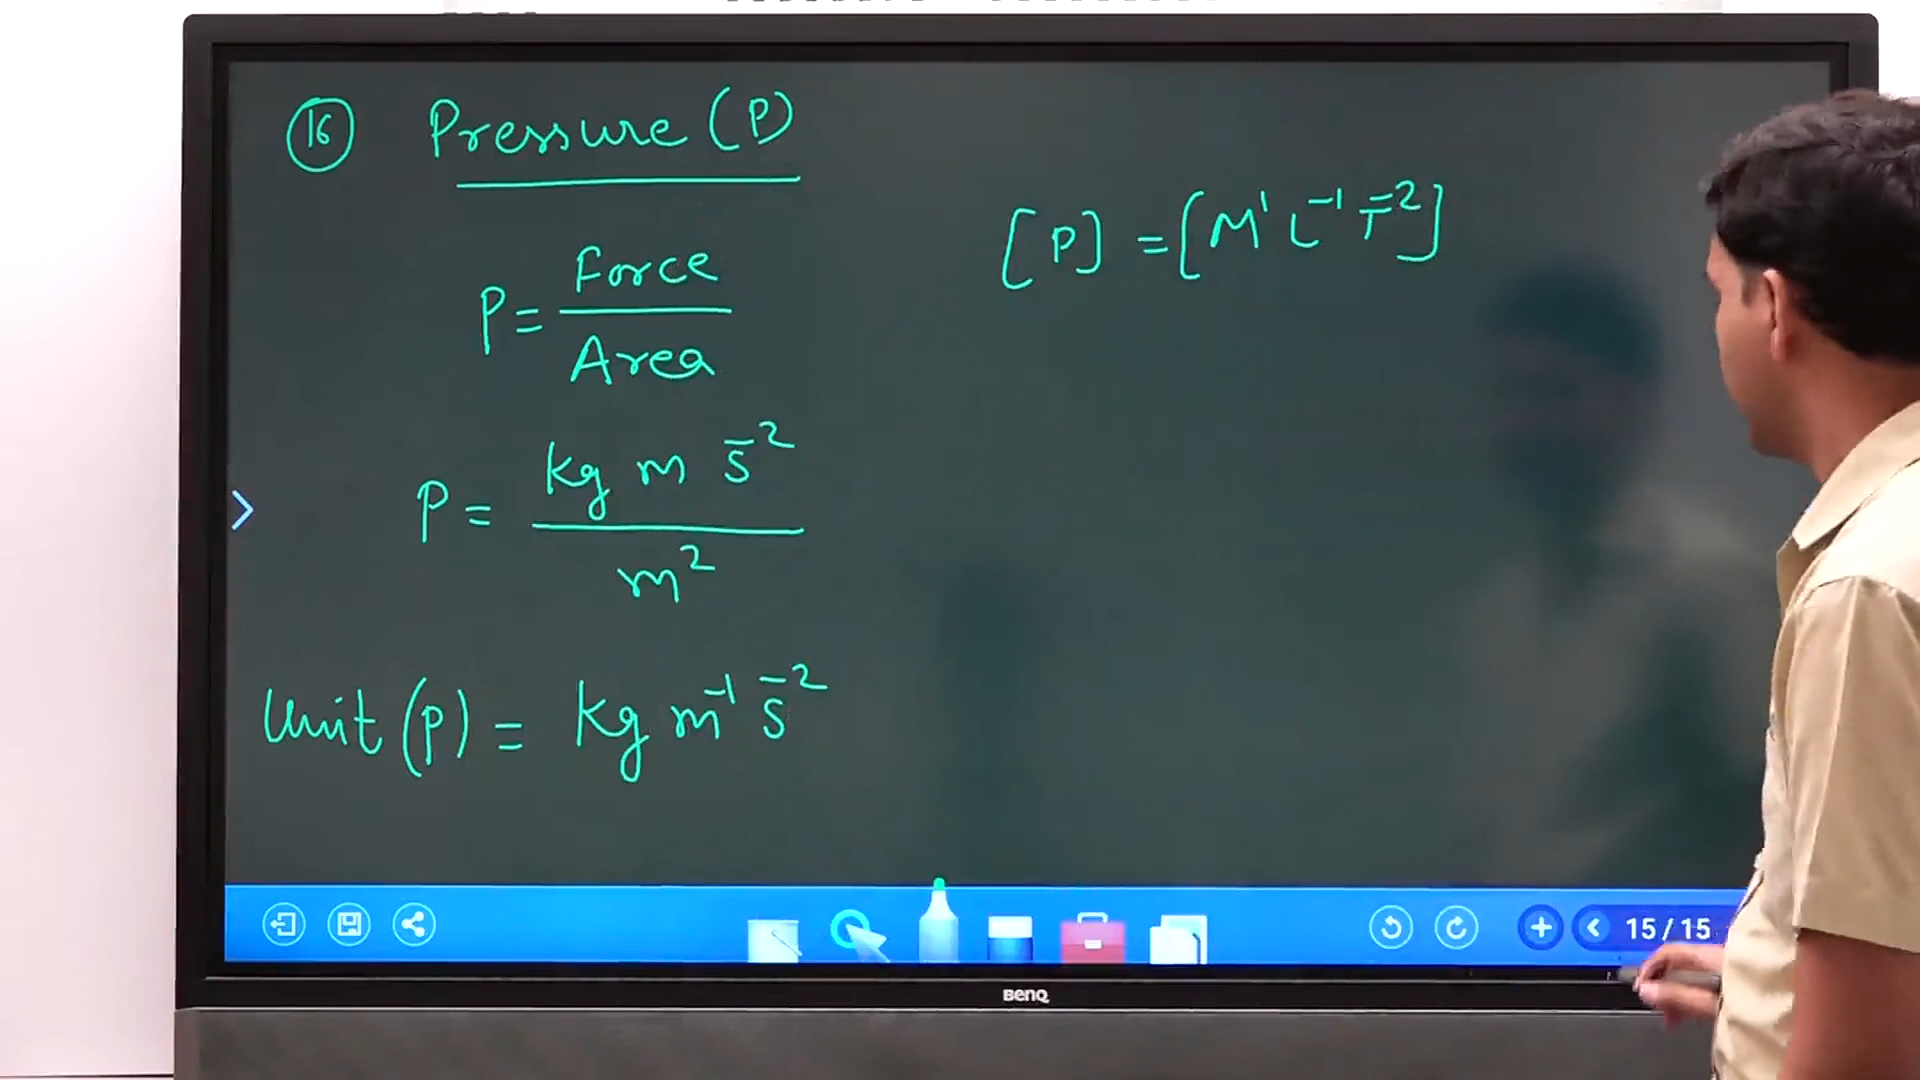 16 Pressure (P)
P = Force / Area
P = kg m s⁻² / m²
Unit (P) = kg m⁻¹ s⁻²
[P] = [M¹ L⁻¹ T⁻²]
15/15
BenQ